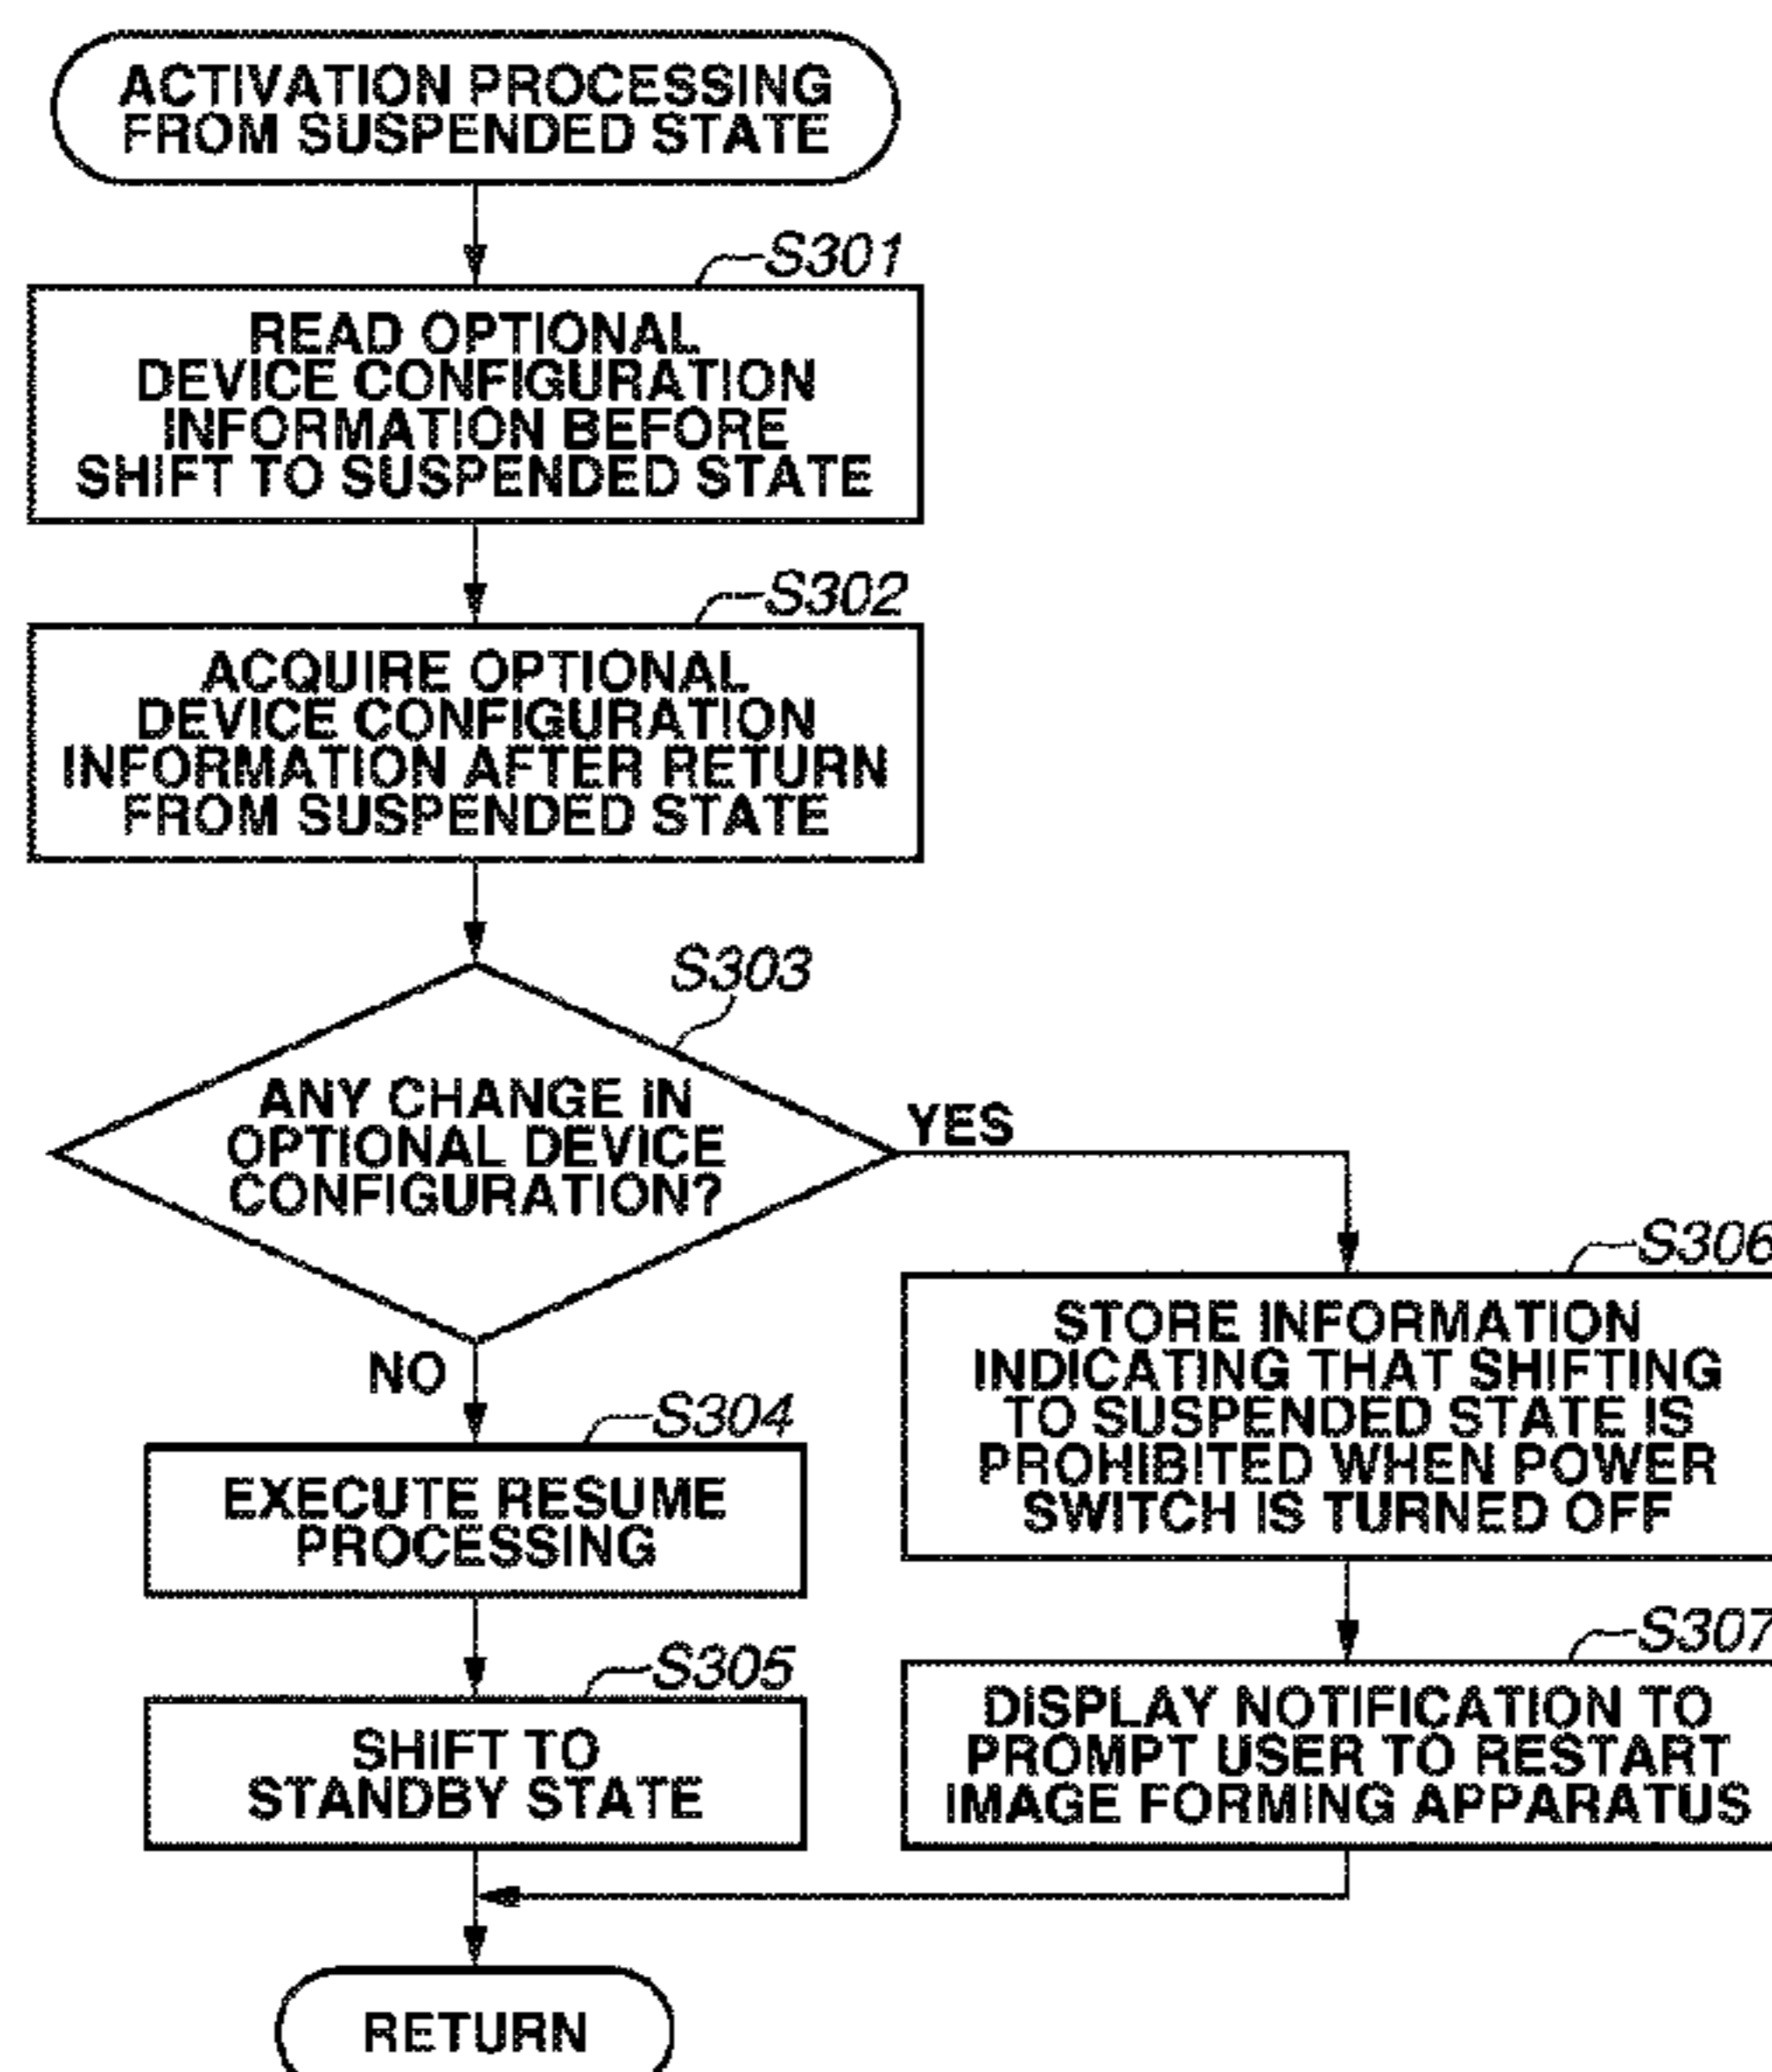 ACTIVATION PROCESSING
FROM SUSPENDED STATE
S301
READ OPTIONAL
DEVICE CONFIGURATION
INFORMATION BEFORE
SHIFT TO SUSPENDED STATE
S302
ACQUIRE OPTIONAL
DEVICE CONFIGURATION
INFORMATION AFTER RETURN
FROM SUSPENDED STATE
S303
ANY CHANGE IN
OPTIONAL DEVICE
CONFIGURATION?
YES
NO
S304
EXECUTE RESUME
PROCESSING
S305
SHIFT TO
STANDBY STATE
S306
STORE INFORMATION
INDICATING THAT SHIFTING
TO SUSPENDED STATE IS
PROHIBITED WHEN POWER
SWITCH IS TURNED OFF
S307
DISPLAY NOTIFICATION TO
PROMPT USER TO RESTART
IMAGE FORMING APPARATUS
RETURN